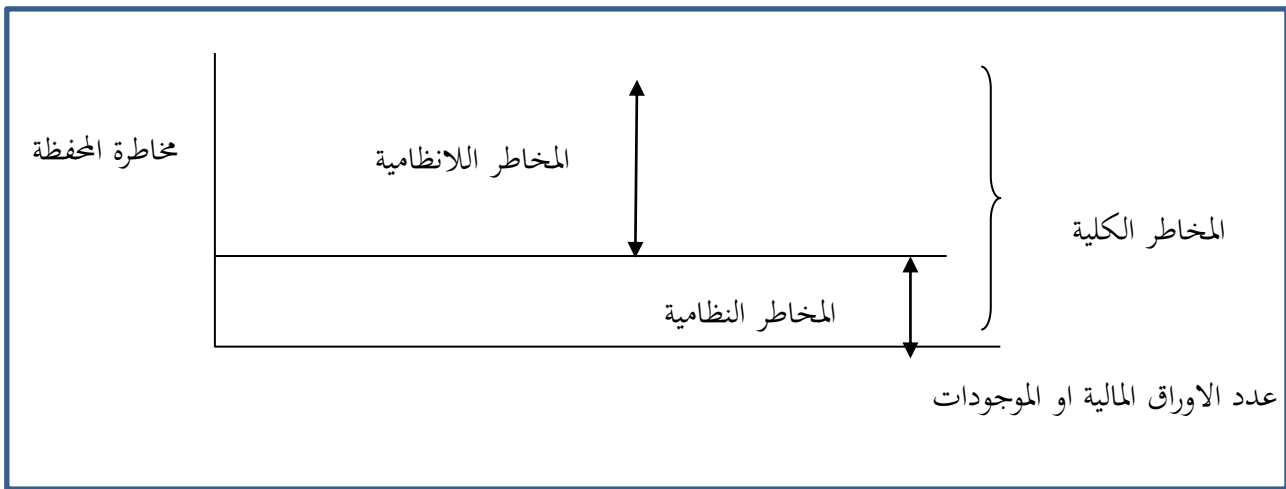 مخاطرة المحفظة
المخاطر اللانظامية
المخاطر الكلية
المخاطر النظامية
عدد الاوراق المالية او الموجودات